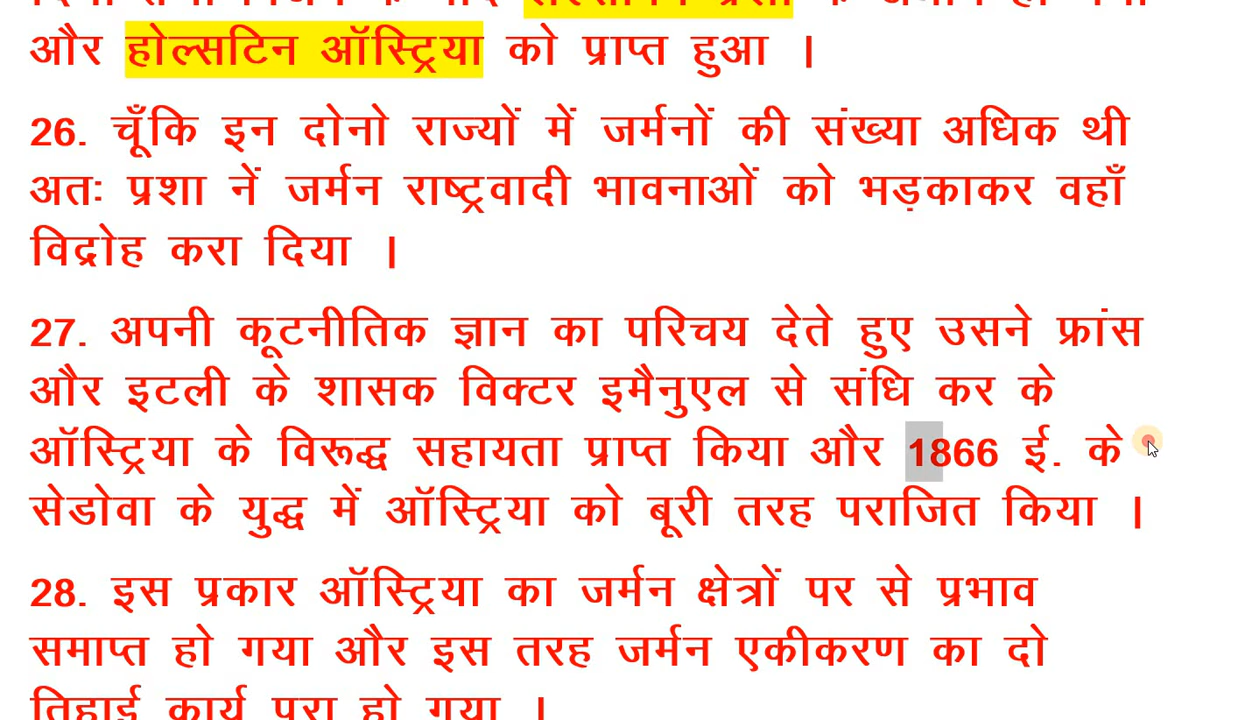 और होल्सटिन ऑस्ट्रिया को प्राप्त हुआ ।
26. चूँकि इन दोनो राज्यों में जर्मनों की संख्या अधिक थी
अतः प्रशा नें जर्मन राष्ट्रवादी भावनाओं को भड़काकर वहाँ
विद्रोह करा दिया ।
27. अपनी कूटनीतिक ज्ञान का परिचय देते हुए उसने फ्रांस
और इटली के शासक विक्टर इमैनुएल से संधि कर के
ऑस्ट्रिया के विरूद्ध सहायता प्राप्त किया और 1866 ई. के
सेडोवा के युद्ध में ऑस्ट्रिया को बूरी तरह पराजित किया ।
28. इस प्रकार ऑस्ट्रिया का जर्मन क्षेत्रों पर से प्रभाव
समाप्त हो गया और इस तरह जर्मन एकीकरण का दो
तिहाई कार्य पूरा हो गया ।